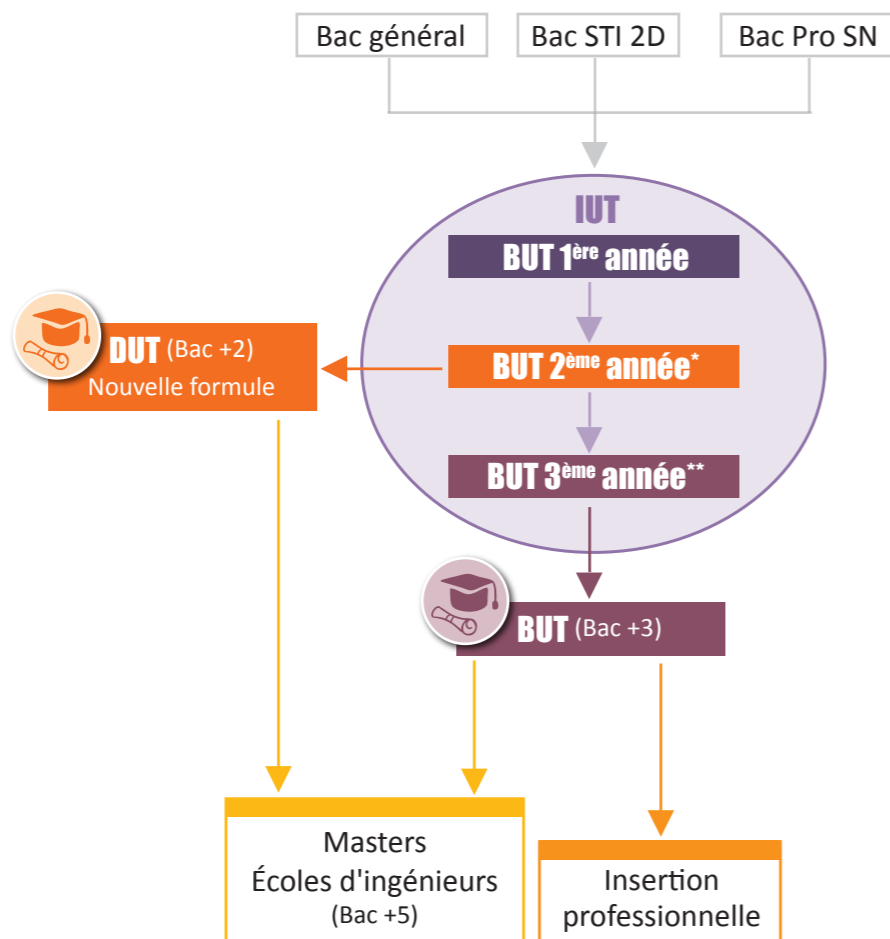 Bac général
Bac STI 2D
Bac Pro SN
IUT
BUT 1ère année
DUT (Bac +2)
Nouvelle formule
BUT 2ème année*
BUT 3ème année**
BUT (Bac +3)
Masters
Écoles d'ingénieurs
(Bac +5)
Insertion
professionnelle